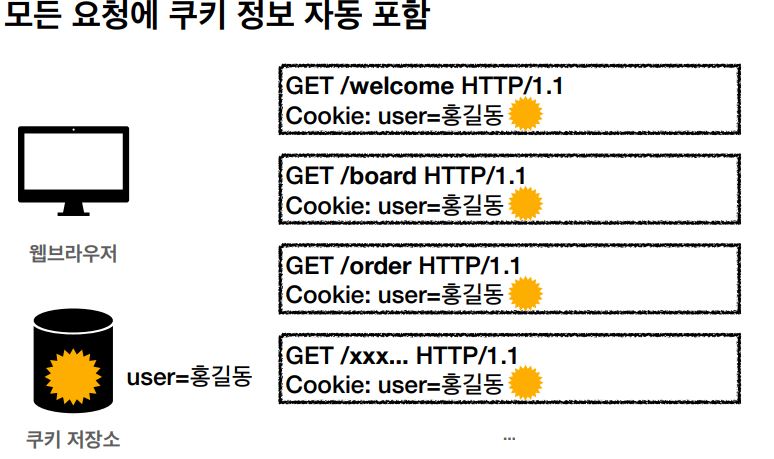 모든 요청에 쿠키 정보 자동 포함
GET /welcome HTTP/1.1
Cookie: user=홍길동
GET /board HTTP/1.1
Cookie: user=홍길동
웹브라우저
GET /order HTTP/1.1
Cookie: user=홍길동
GET /xxx... HTTP/1.1
Cookie: user=홍길동
user=홍길동
쿠키 저장소
...